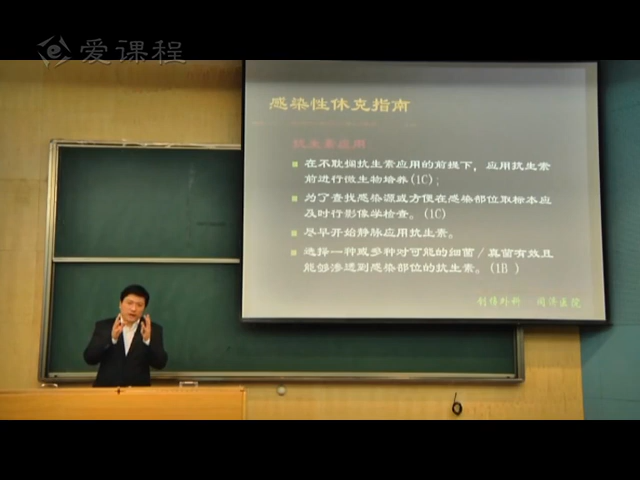 爱课程
感染性休克指南
抗生素应用:
在不耽搁抗生素应用的前提下，应用抗生素
前进行微生物培养(1C);
为了查找感染源或方便在感染部位取标本应
及时行影像学检查。(1C)
尽早开始静脉应用抗生素。
选择一种或多种对可能的细菌/真菌有效且
能够渗透到感染部位的抗生素。(1B )
创伤外科 同济医院